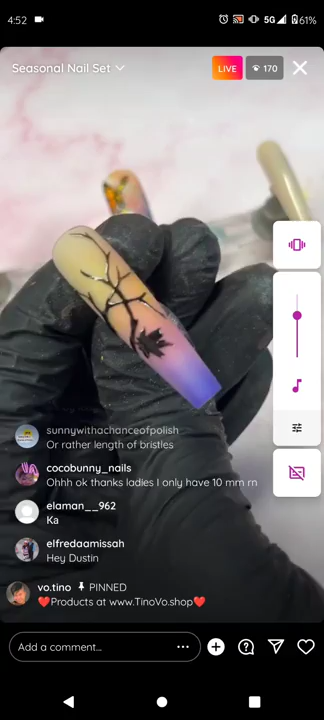 4:52
5G
61%
Seasonal Nail Set
LIVE
170
sunnywithachanceofpolish
Or rather length of bristles
cocobunny_nails
Ohhh ok thanks ladies I only have 10 mm rn
elaman__962
Ka
elfredaamissah
Hey Dustin
vo.tino PINNED
❤️Products at www.TinoVo.shop❤️
Add a comment...